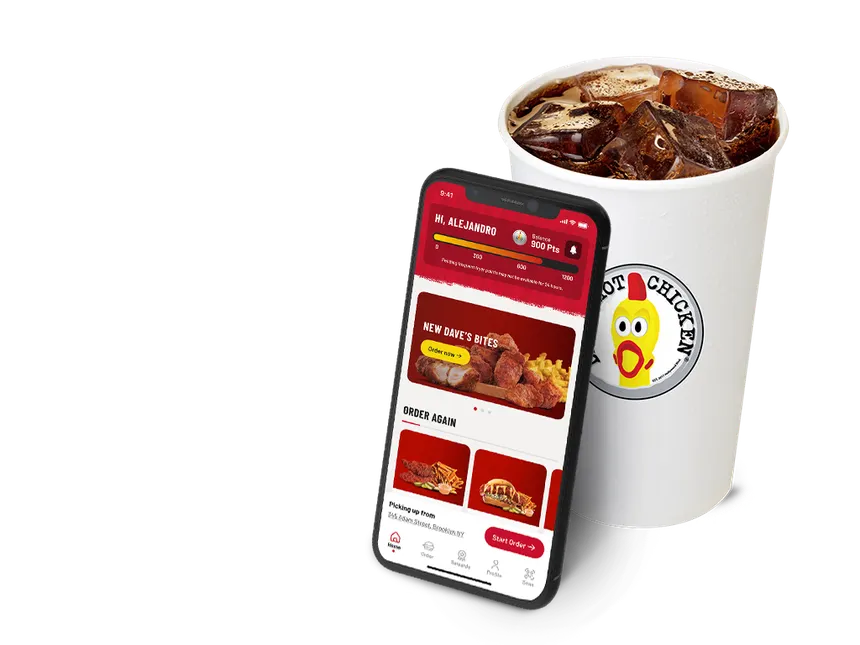 9:41
HI, ALEJANDRO
Balance
900 Pts
0
300
600
1200
NEW DAVE'S BITES
Order now →
ORDER AGAIN
Picking up from
Start Order →
Home
Order
Rewards
Profile
HOT CHICKEN